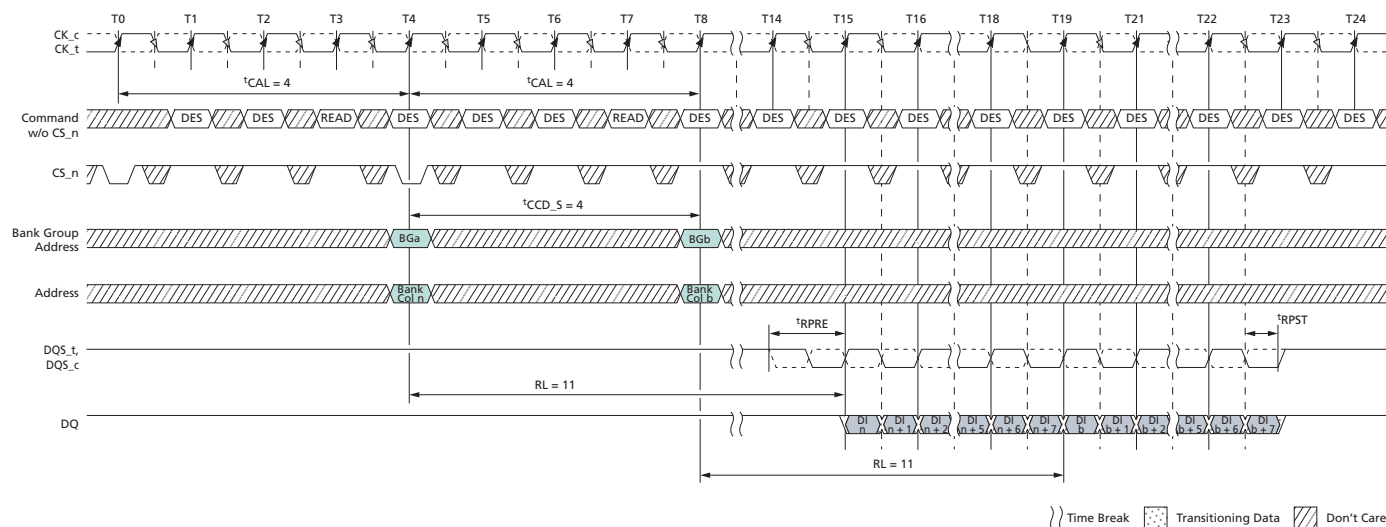 T0 T1 T2 T3 T4 T5 T6 T7 T8 T14 T15 T16 T18 T19 T21 T22 T23 T24
CK_c
CK_t
tCAL = 4 tCAL = 4
Command
w/o CS_n
DES DES READ DES DES DES READ DES DES DES DES DES DES DES DES DES DES
CS_n
tCCD_S = 4
Bank Group
Address
BGa BGb
Address
Bank
Col n
Bank
Col b
tRPRE tRPST
DQS_t,
DQS_c
RL = 11
DQ
DI
n
DI
n + 1
DI
n + 2
DI
n + 5
DI
n + 6
DI
n + 7
DI
b
DI
b + 1
DI
b + 2
DI
b + 5
DI
b + 6
DI
b + 7
RL = 11
Time Break Transitioning Data Don't Care